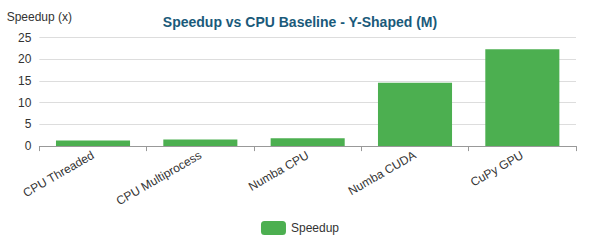 Speedup (x)
Speedup vs CPU Baseline - Y-Shaped (M)
25
20
15
10
5
0
CPU Threaded
CPU Multiprocess
Numba CPU
Numba CUDA
CuPy GPU
Speedup